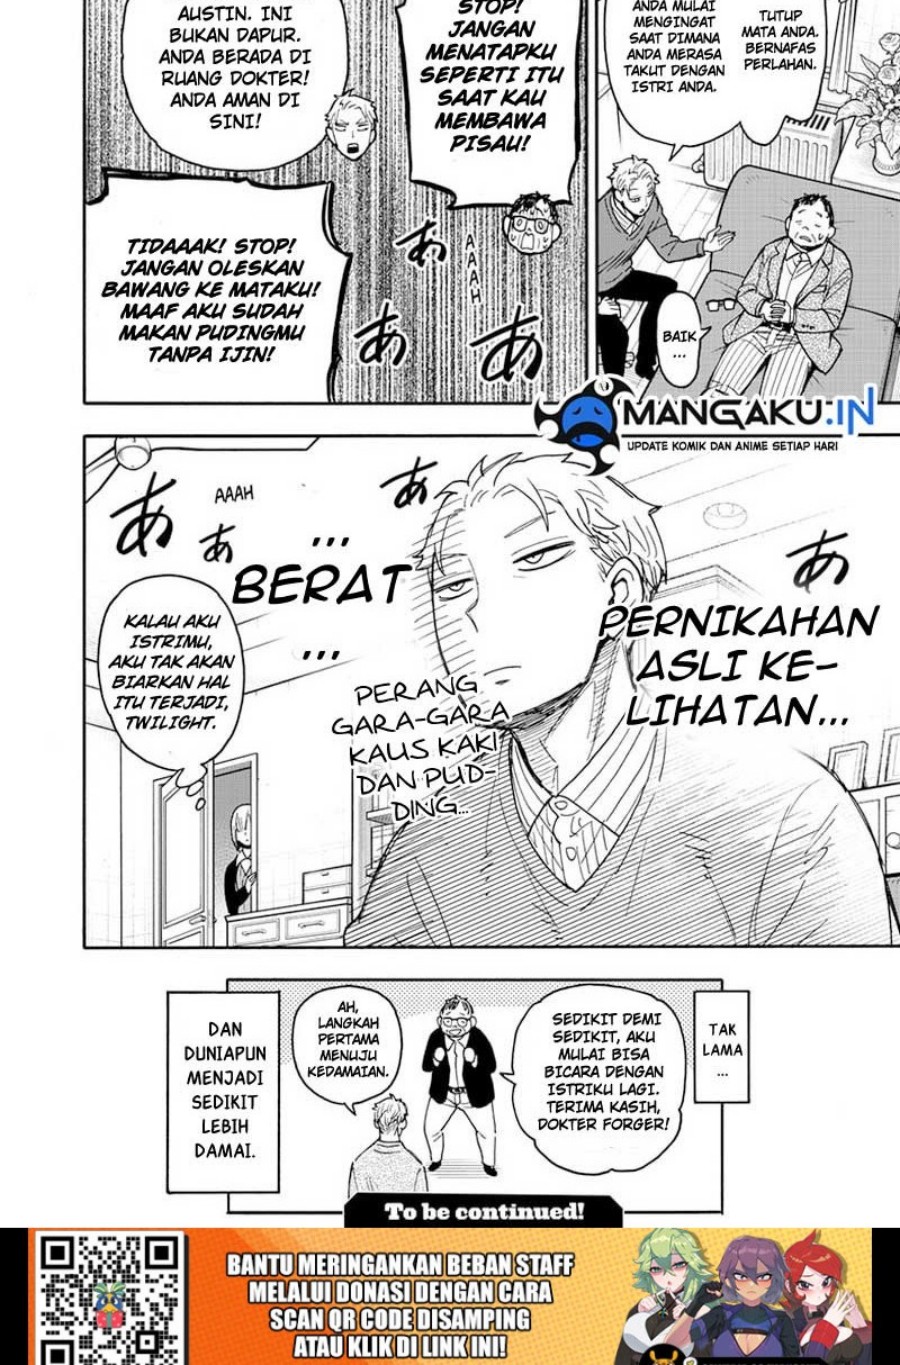 TUTUP
MATA ANDA.
BERNAFAS
PERLAHAN.
ANDA MULAI
MENGINGAT
SAAT DIMANA
ANDA MERASA
TAKUT DENGAN
ISTRI ANDA.
BAIK
...
STOP!
JANGAN
MENATAPKU
SEPERTI ITU
SAAT KAU
MEMBAWA
PISAU!
AUSTIN. INI
BUKAN DAPUR.
ANDA BERADA DI
RUANG DOKTER!
ANDA AMAN DI
SINI!
あ
AAAH
あ
あ
TIDAAAK! STOP!
JANGAN OLESKAN
BAWANG KE MATAKU!
MAAF AKU SUDAH
MAKAN PUDINGMU
TANPA IJIN!
MANGAKU.IN
UPDATE KOMIK DAN ANIME SETIAP HARI
あ
PERNIKAHAN
ASLI KE-
LIHATAN...
あ
AAAH
あ
あ
...
BERAT
...
PERANG
GARA-GARA
KAUS KAKI
DAN PUD-
DING...
KALAU AKU
ISTRIMU,
AKU TAK AKAN
BIARKAN HAL
ITU TERJADI,
TWILIGHT.
TAK
LAMA
...
SEDIKIT DEMI
SEDIKIT, AKU
MULAI BISA
BICARA DENGAN
ISTRIKU LAGI.
TERIMA KASIH,
DOKTER FORGER!
AH,
LANGKAH
PERTAMA
MENUJU
KEDAMAIAN.
DAN
DUNIAPUN
MENJADI
SEDIKIT
LEBIH
DAMAI.
To be continued!
BANTU MERINGANKAN BEBAN STAFF
MELALUI DONASI DENGAN CARA
SCAN QR CODE DISAMPING
ATAU KLIK DI LINK INI!